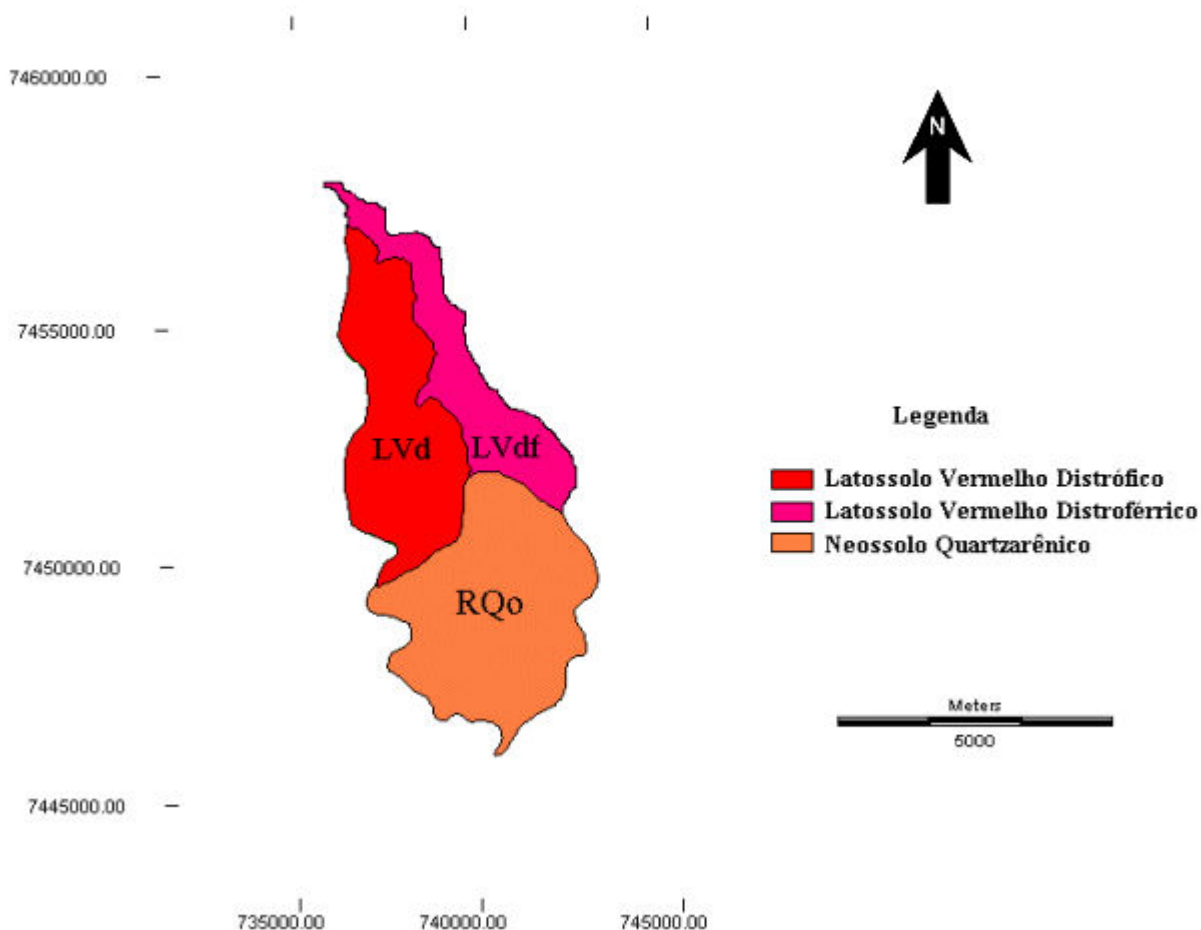 7460000.00
N
7455000.00
Legenda
LVd
LVdf
Latossolo Vermelho Distrófico
Latossolo Vermelho Distroférrico
Neossolo Quartzarênico
7450000.00
RQo
Meters
5000
7445000.00
735000.00 740000.00 745000.00